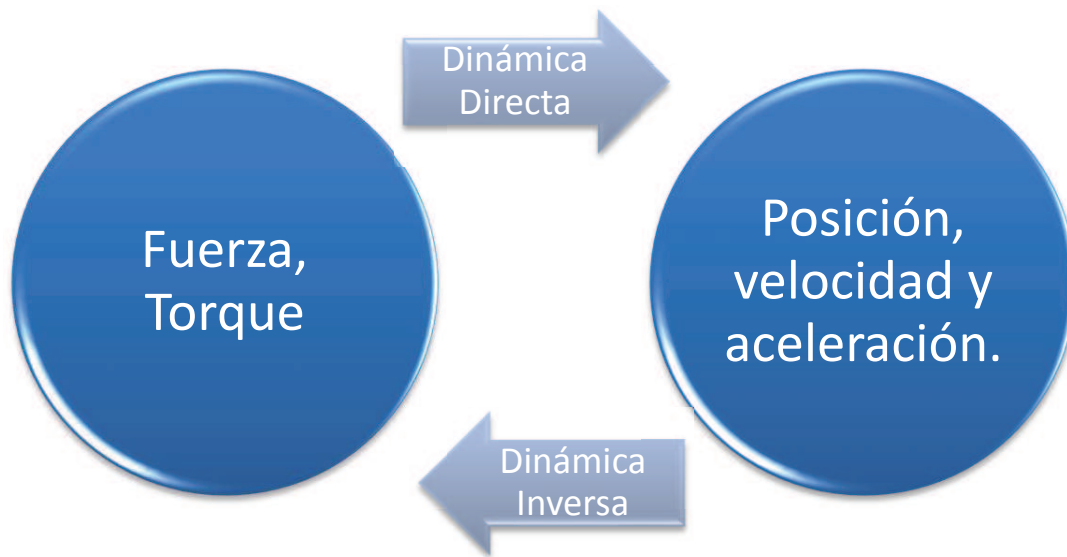 Dinámica
Directa
Fuerza,
Torque
Posición,
velocidad y
aceleración.
Dinámica
Inversa